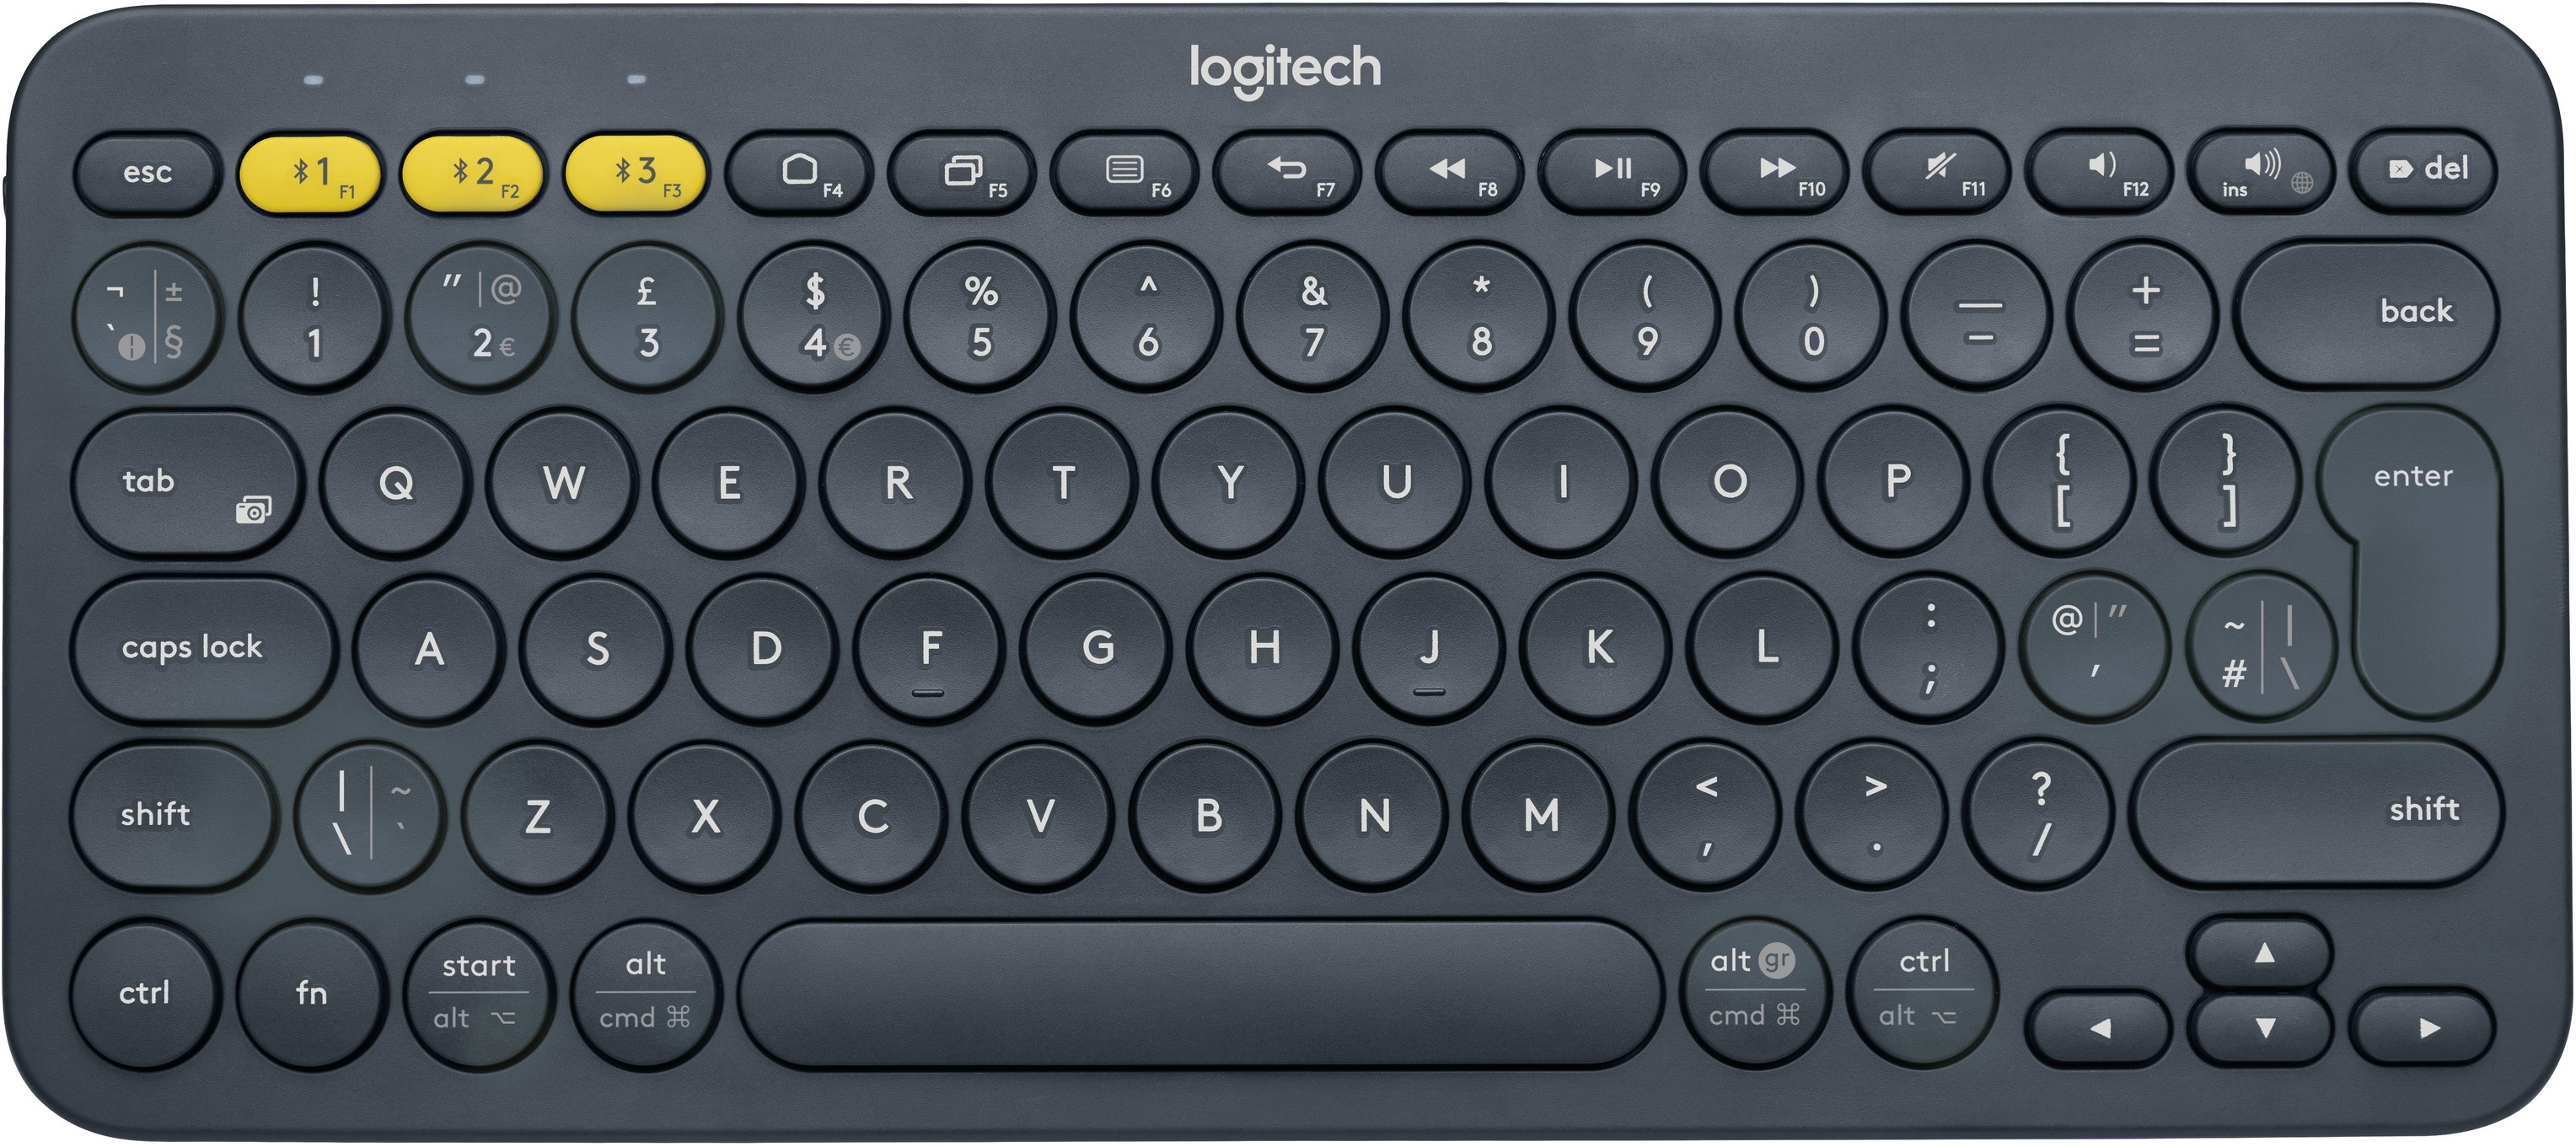 logitech
esc 1 F1 2 F2 3 F3 F4 F5 F6 F7 F8 F9 F10 F11 F12 ins del
¬ ± ! " @ £ $ % ^ & * ( ) — +
` ¦ § 1 2 € 3 4 € 5 6 7 8 9 0 - = back
tab Q W E R T Y U I O P { [ } ] enter
caps lock A S D F G H J K L : ; @ " ' ~ | # \
shift | ~ \ ` Z X C V B N M < , > . ? / shift
ctrl fn start alt ⌥ alt cmd ⌘ alt gr cmd ⌘ ctrl alt ⌥